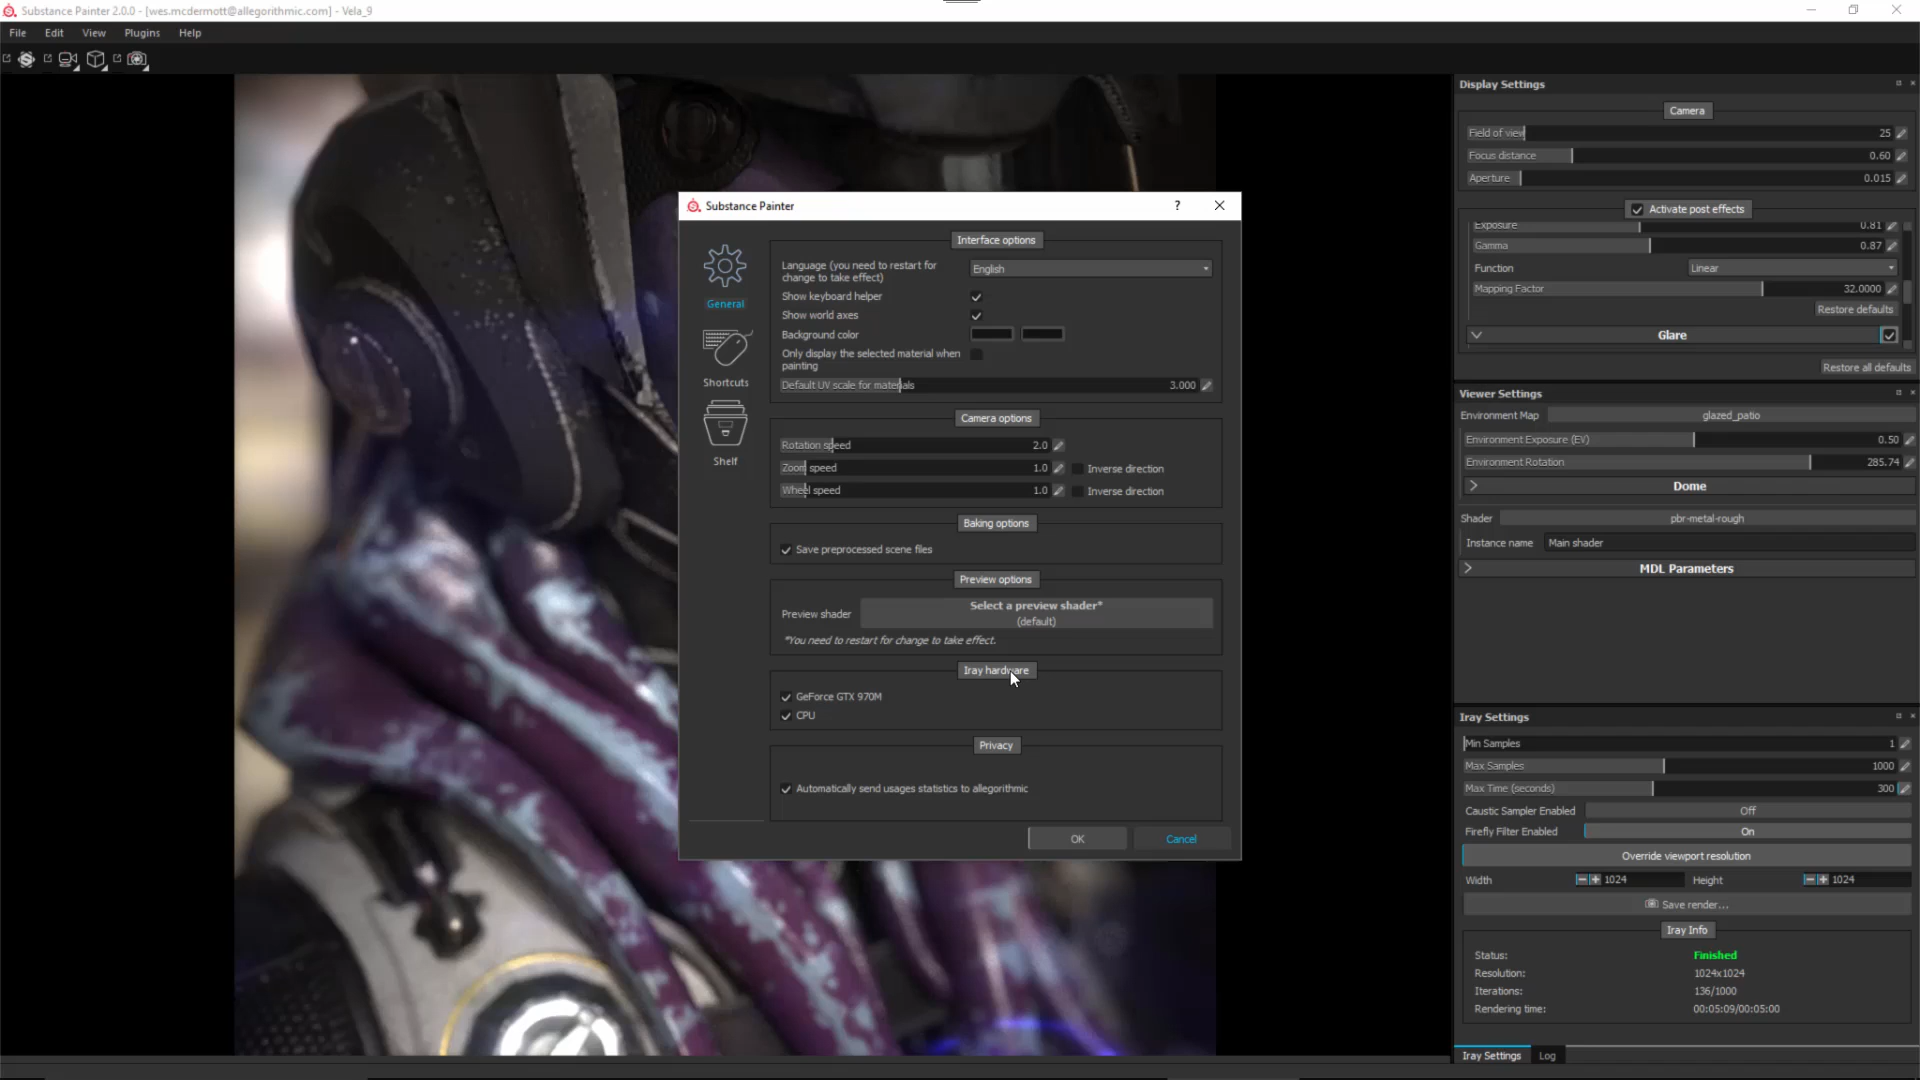 Substance Painter 2.0.0 - [wes.mcdermott@allegorithmic.com] - Vela_9
File Edit View Plugins Help
Substance Painter
?
General
Shortcuts
Shelf
Interface options
Language (you need to restart for
change to take effect)
English
Show keyboard helper
Show world axes
Background color
Only display the selected material when
painting
Default UV scale for materials 3.000
Camera options
Rotation speed 2.0
Zoom speed 1.0 Inverse direction
Wheel speed 1.0 Inverse direction
Baking options
Save preprocessed scene files
Preview options
Preview shader
Select a preview shader*
(default)
*You need to restart for change to take effect.
Iray hardware
GeForce GTX 970M
CPU
Privacy
Automatically send usages statistics to allegorithmic
OK Cancel
Display Settings
Camera
Field of view 25
Focus distance 0.60
Aperture 0.015
Activate post effects
Exposure 0.81
Gamma 0.87
Function Linear
Mapping Factor 32.0000
Restore defaults
Glare
Restore all defaults
Viewer Settings
Environment Map glazed_patio
Environment Exposure (EV) 0.50
Environment Rotation 285.74
Dome
Shader pbr-metal-rough
Instance name Main shader
MDL Parameters
Iray Settings
Min Samples 1
Max Samples 1000
Max Time (seconds) 300
Caustic Sampler Enabled Off
Firefly Filter Enabled On
Override viewport resolution
Width 1024 Height 1024
Save render...
Iray Info
Status: Finished
Resolution: 1024x1024
Iterations: 136/1000
Rendering time: 00:05:09/00:05:00
Iray Settings Log